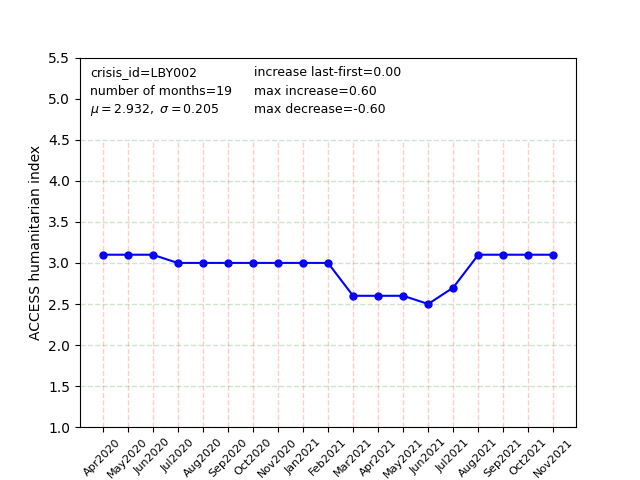 crisis_id=LBY002
number of months=19
μ=2.932, σ=0.205
increase last-first=0.00
max increase=0.60
max decrease=-0.60
ACCESS humanitarian index
5.5
5.0
4.5
4.0
3.5
3.0
2.5
2.0
1.5
1.0
Apr2020
May2020
Jun2020
Jul2020
Aug2020
Sep2020
Oct2020
Nov2020
Jan2021
Feb2021
Mar2021
Apr2021
May2021
Jun2021
Jul2021
Aug2021
Sep2021
Oct2021
Nov2021